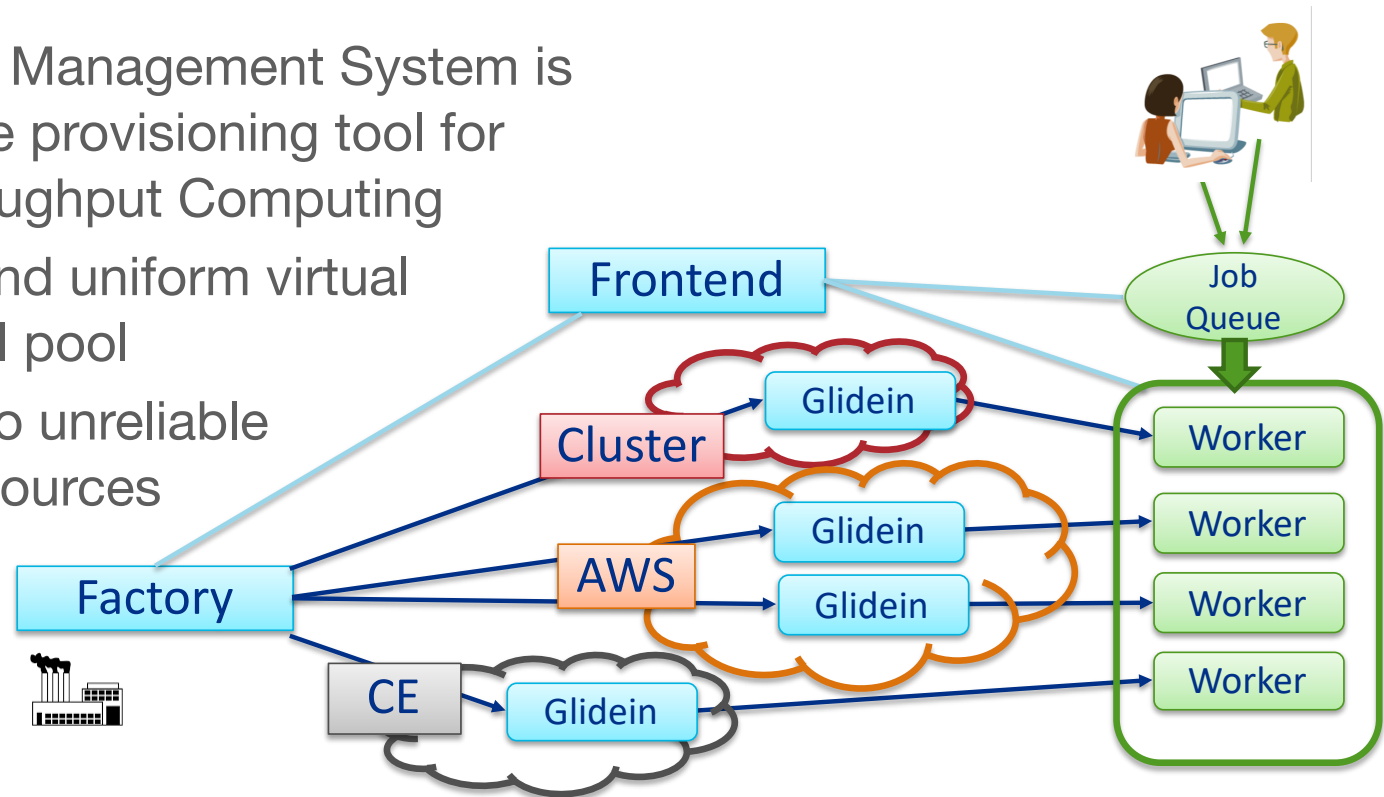 Management System is
provisioning tool for
Computing
nd uniform virtual
pool
unreliable
ources
Frontend
Job
Queue
Glidein
Cluster
Worker
Glidein
Worker
AWS
Factory
Glidein
Worker
CE
Glidein
Worker